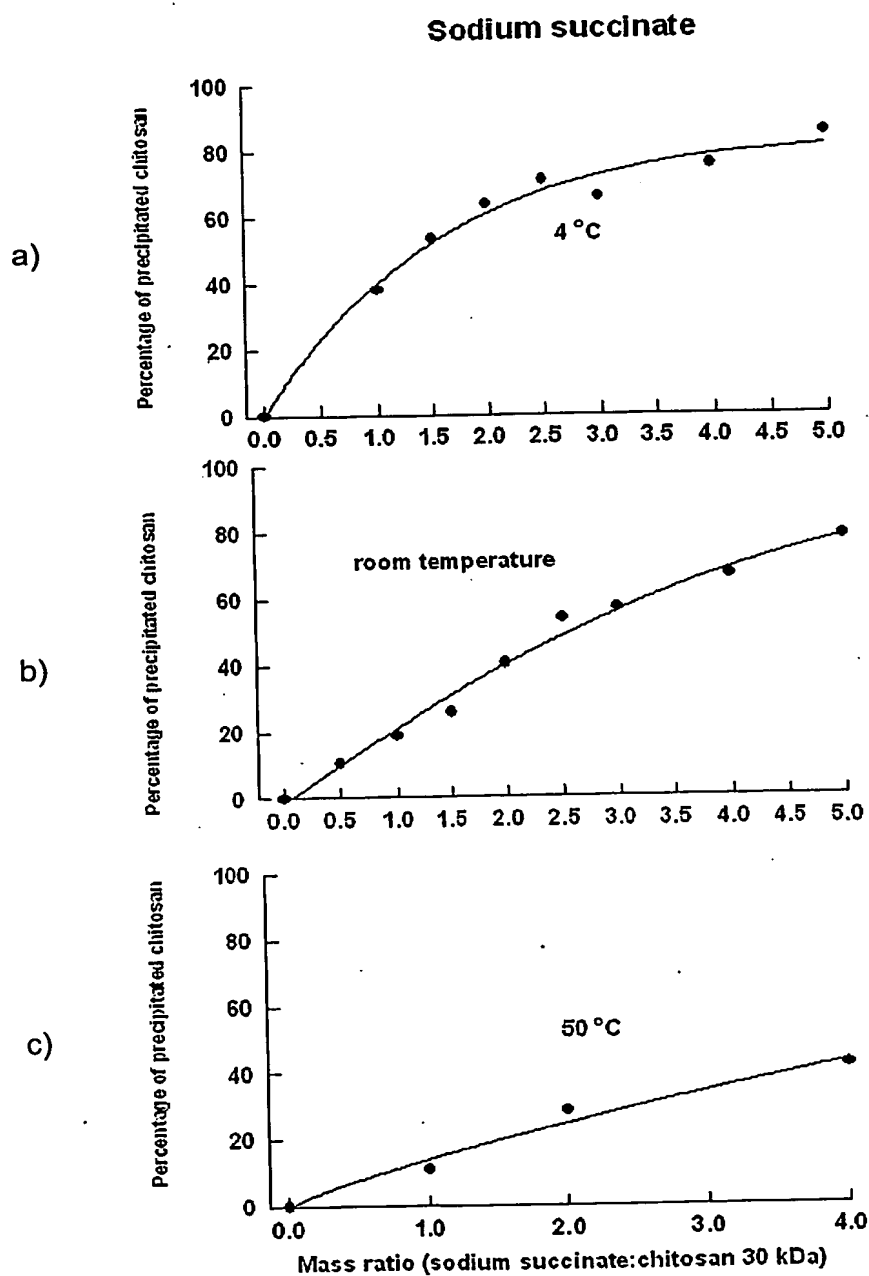 Sodium succinate
a)
Percentage of precipitated chitosan
100
80
60
40
20
0
4 °C
0.0 0.5 1.0 1.5 2.0 2.5 3.0 3.5 4.0 4.5 5.0
b)
Percentage of precipitated chitosan
100
80
60
40
20
0
room temperature
0.0 0.5 1.0 1.5 2.0 2.5 3.0 3.5 4.0 4.5 5.0
c)
Percentage of precipitated chitosan
100
80
60
40
20
0
50 °C
0.0 1.0 2.0 3.0 4.0
Mass ratio (sodium succinate:chitosan 30 kDa)